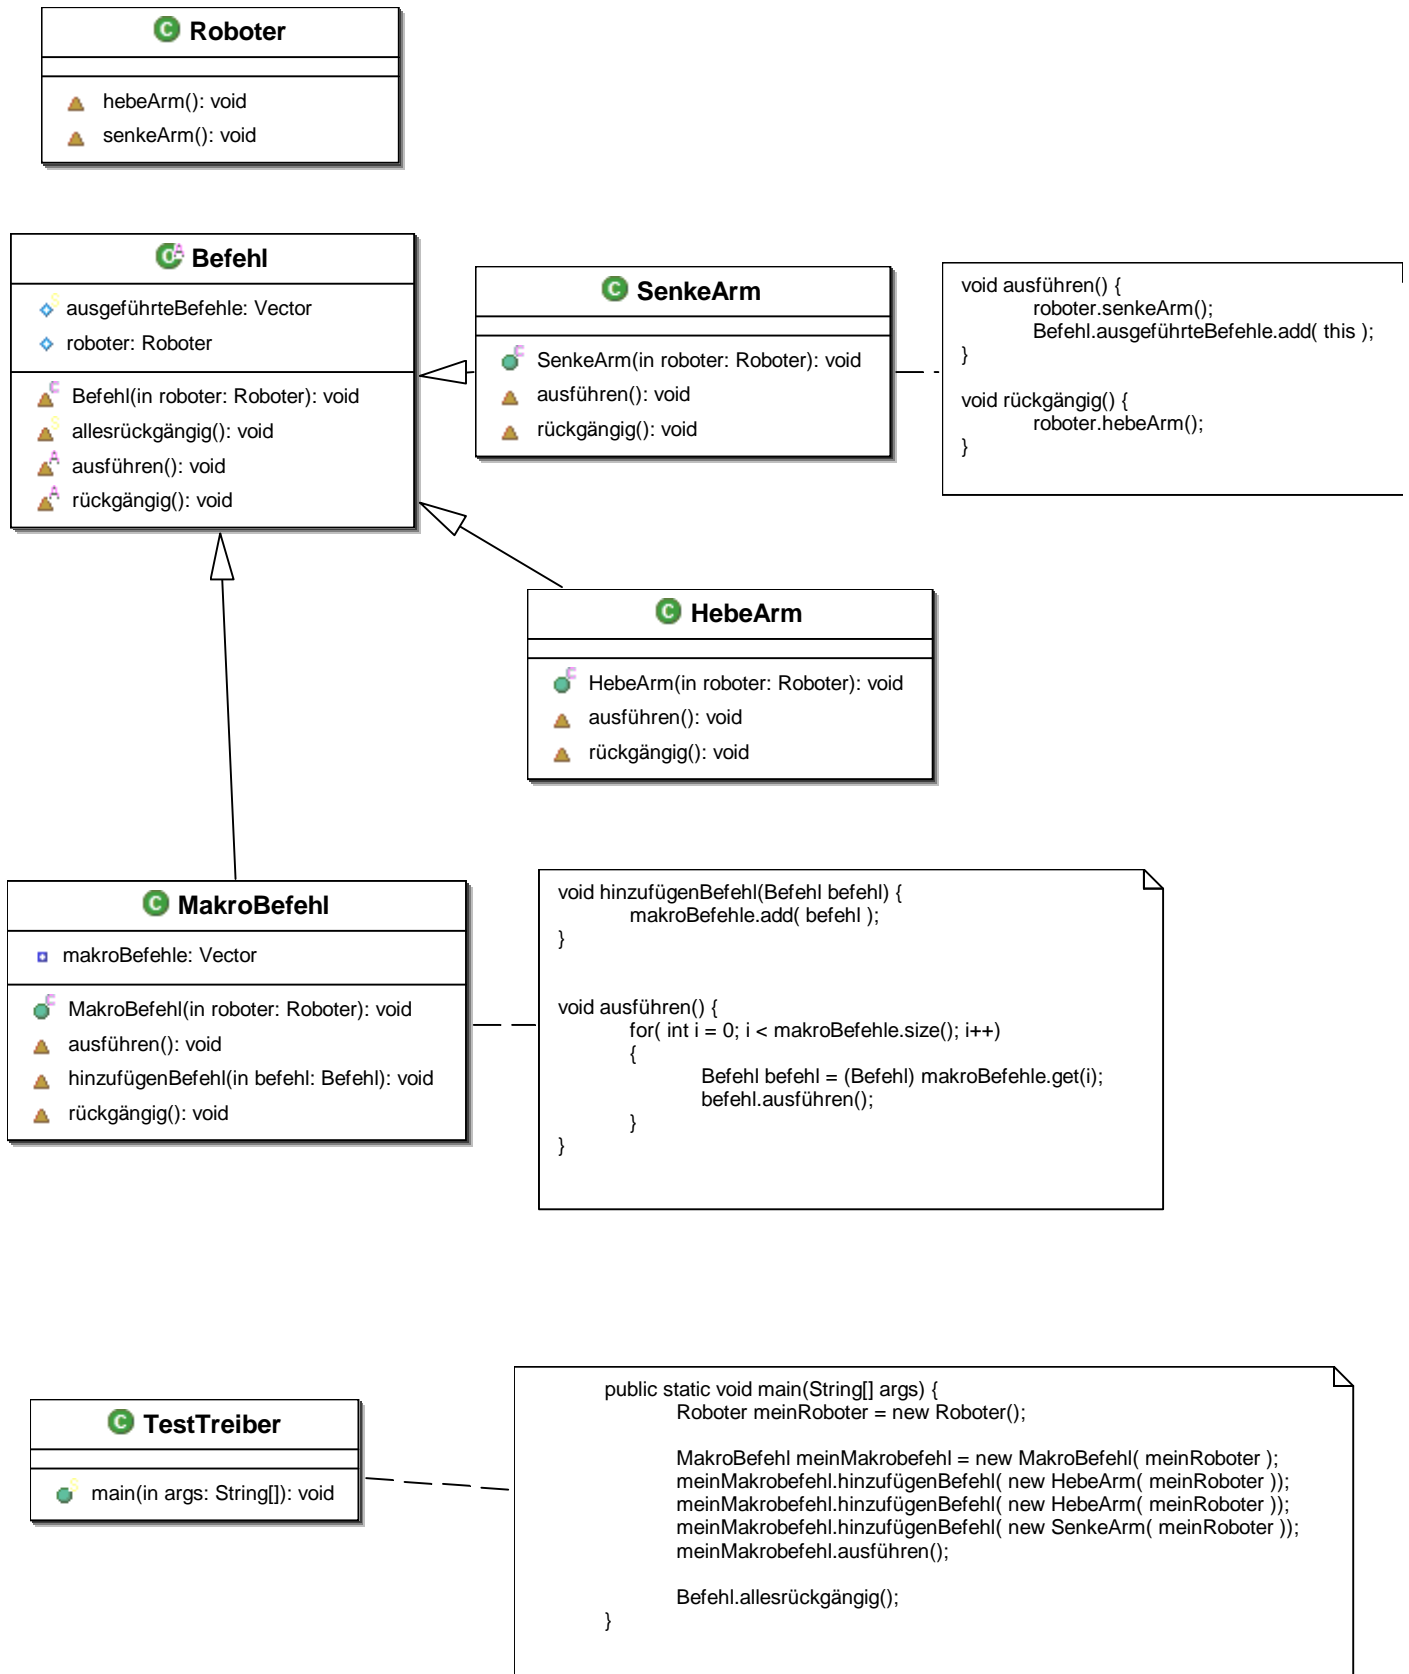 Roboter
hebeArm(): void
senkeArm(): void
Befehl
ausgeführteBefehle: Vector
roboter: Roboter
Befehl(in roboter: Roboter): void
allesrückgängig(): void
ausführen(): void
rückgängig(): void
SenkeArm
SenkeArm(in roboter: Roboter): void
ausführen(): void
rückgängig(): void
void ausführen() {
roboter.senkeArm();
Befehl.ausgeführteBefehle.add( this );
}
void rückgängig() {
roboter.hebeArm();
}
HebeArm
HebeArm(in roboter: Roboter): void
ausführen(): void
rückgängig(): void
MakroBefehl
makroBefehle: Vector
MakroBefehl(in roboter: Roboter): void
ausführen(): void
hinzufügenBefehl(in befehl: Befehl): void
rückgängig(): void
void hinzufügenBefehl(Befehl befehl) {
makroBefehle.add( befehl );
}
void ausführen() {
for( int i = 0; i < makroBefehle.size(); i++)
{
Befehl befehl = (Befehl) makroBefehle.get(i);
befehl.ausführen();
}
}
TestTreiber
main(in args: String[]): void
public static void main(String[] args) {
Roboter meinRoboter = new Roboter();
MakroBefehl meinMakrobefehl = new MakroBefehl( meinRoboter );
meinMakrobefehl.hinzufügenBefehl( new HebeArm( meinRoboter ));
meinMakrobefehl.hinzufügenBefehl( new HebeArm( meinRoboter ));
meinMakrobefehl.hinzufügenBefehl( new SenkeArm( meinRoboter ));
meinMakrobefehl.ausführen();
Befehl.allesrückgängig();
}